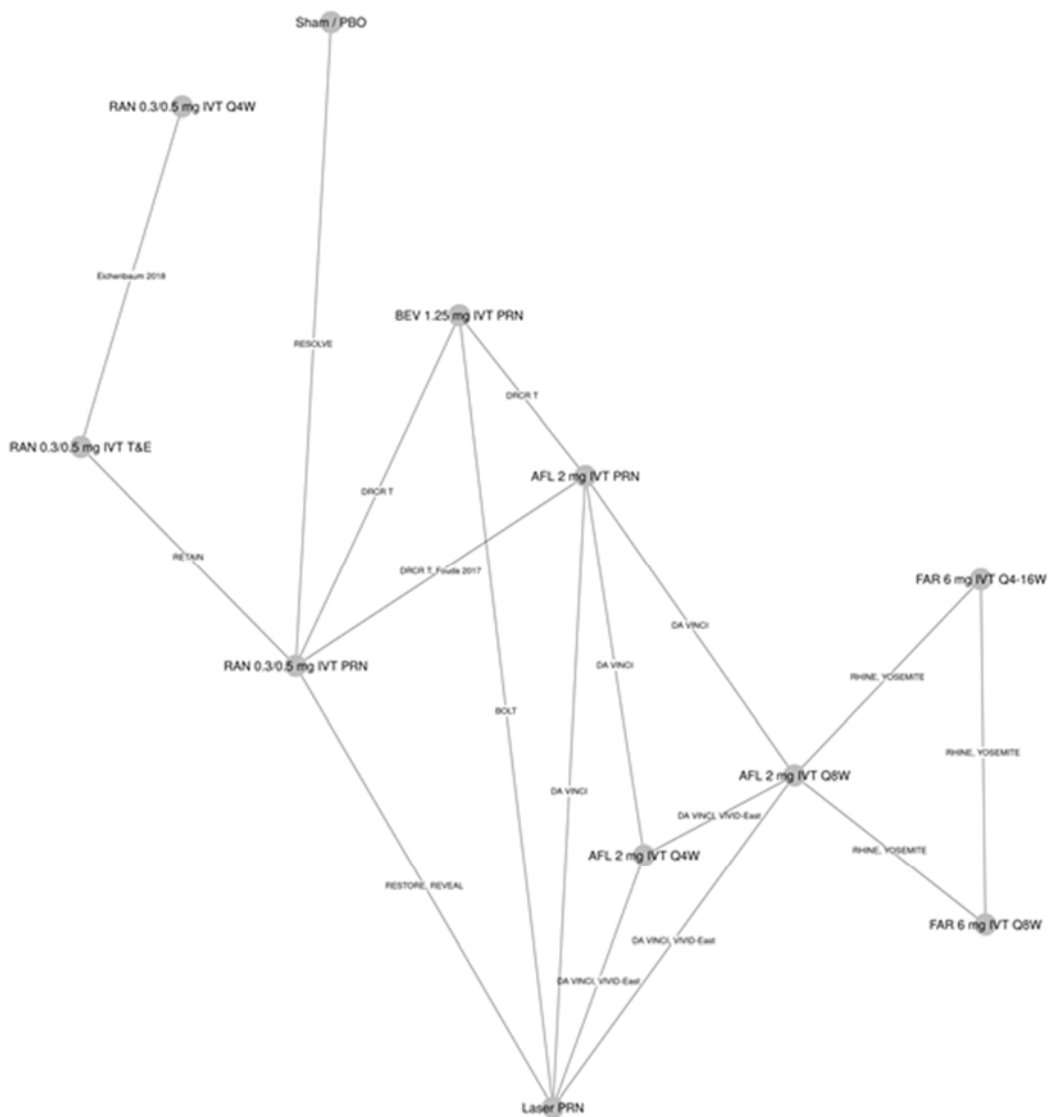 Sham / PBO
RAN 0.3/0.5 mg IVT Q4W
Eichenbaum 2018
BEV 1.25 mg IVT PRN
RESOLVE
DRCR T
RAN 0.3/0.5 mg IVT T&E
AFL 2 mg IVT PRN
DRCR T
RETAIN
DRCR T, Fouda 2017
FAR 6 mg IVT Q4-16W
DA VINCI
RAN 0.3/0.5 mg IVT PRN
DA VINCI
RHINE, YOSEMITE
BOLT
RHINE, YOSEMITE
AFL 2 mg IVT Q8W
DA VINCI
DA VINCI, VIVID-East
AFL 2 mg IVT Q4W
RHINE, YOSEMITE
RESTORE, REVEAL
FAR 6 mg IVT Q8W
DA VINCI, VIVID-East
DA VINCI, VIVID-East
Laser PRN